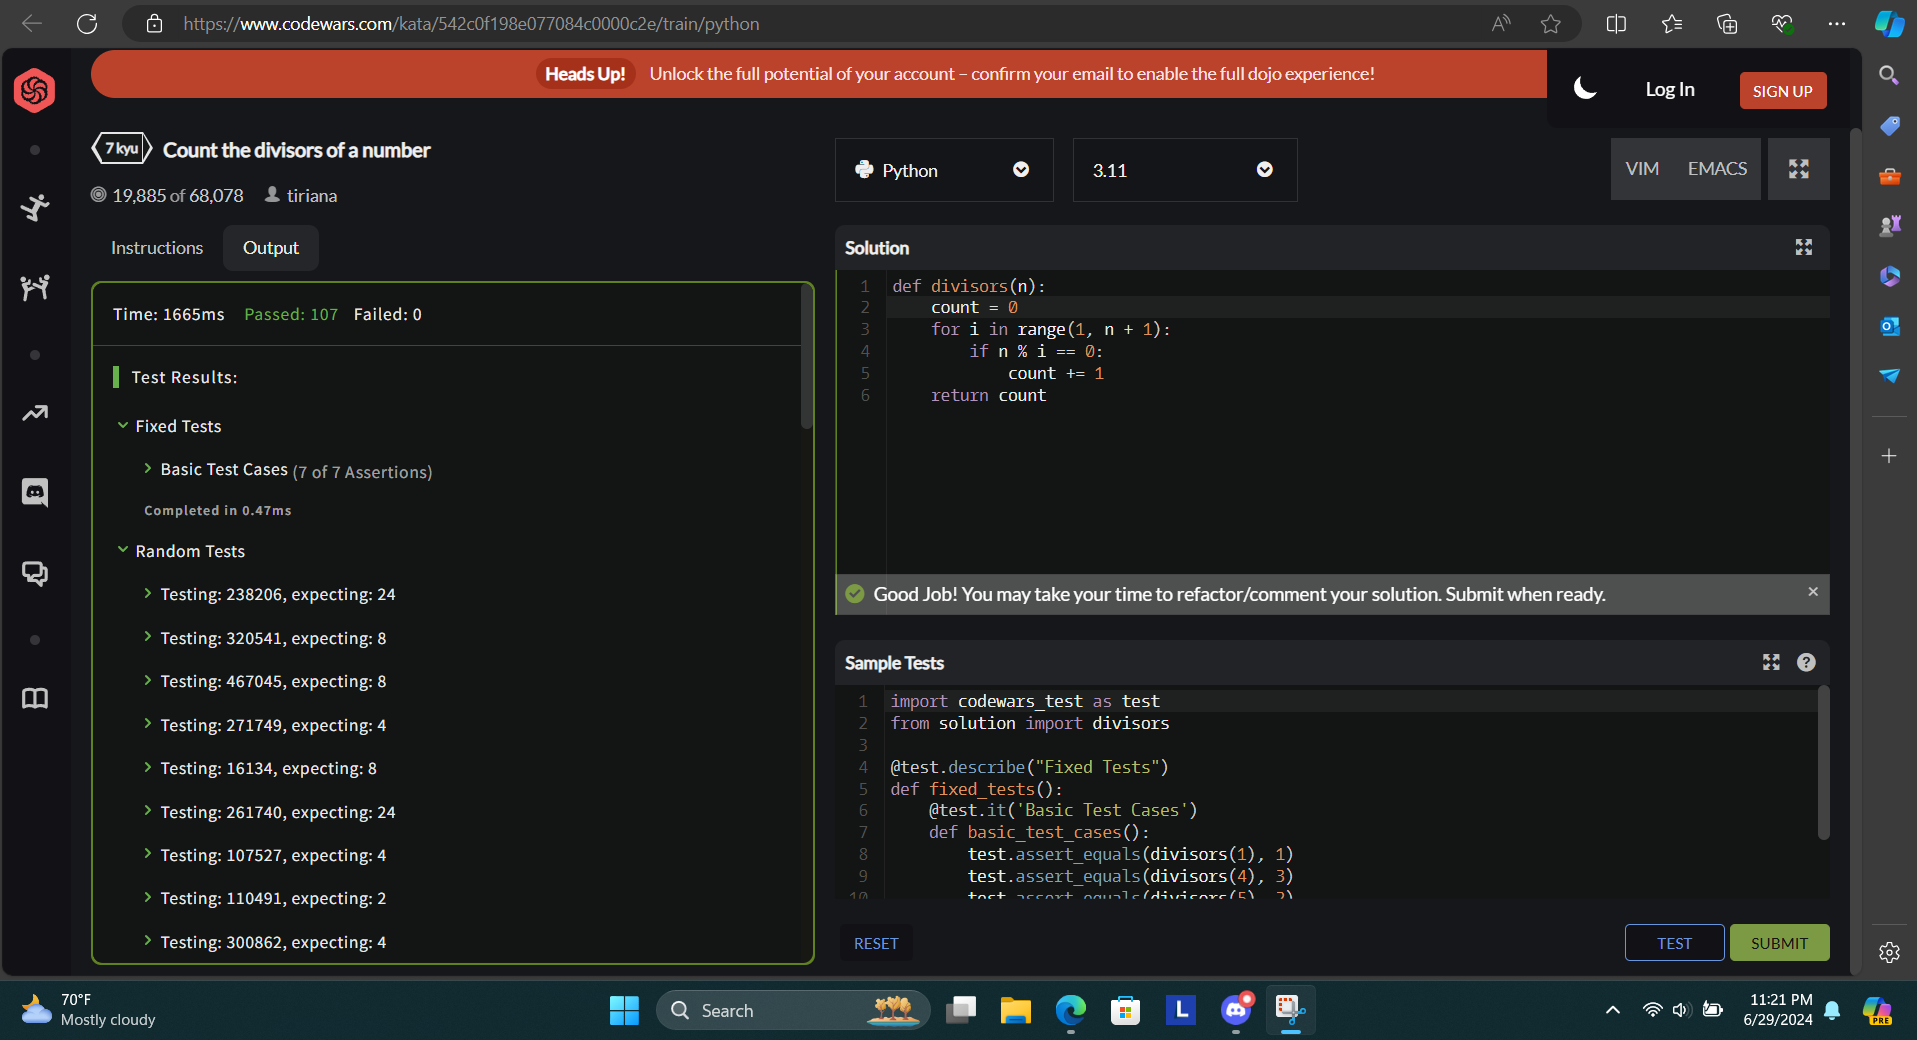 https://www.codewars.com/kata/542c0f198e077084c0000c2e/train/python
Heads Up! Unlock the full potential of your account – confirm your email to enable the full dojo experience!
Log In
SIGN UP
7 kyu Count the divisors of a number
19,885 of 68,078 tiriana
Python
3.11
VIM EMACS
Instructions Output
Time: 1665ms Passed: 107 Failed: 0
Test Results:
Fixed Tests
Basic Test Cases (7 of 7 Assertions)
Completed in 0.47ms
Random Tests
Testing: 238206, expecting: 24
Testing: 320541, expecting: 8
Testing: 467045, expecting: 8
Testing: 271749, expecting: 4
Testing: 16134, expecting: 8
Testing: 261740, expecting: 24
Testing: 107527, expecting: 4
Testing: 110491, expecting: 2
Testing: 300862, expecting: 4
Solution
1 def divisors(n):
2     count = 0
3     for i in range(1, n + 1):
4         if n % i == 0:
5             count += 1
6     return count
Good Job! You may take your time to refactor/comment your solution. Submit when ready.
Sample Tests
1 import codewars_test as test
2 from solution import divisors
3
4 @test.describe("Fixed Tests")
5 def fixed_tests():
6     @test.it('Basic Test Cases')
7     def basic_test_cases():
8         test.assert_equals(divisors(1), 1)
9         test.assert_equals(divisors(4), 3)
10         test.assert_equals(divisors(5), 2)
RESET
TEST
SUBMIT
70°F
Mostly cloudy
Search
L
11:21 PM
6/29/2024
PRE